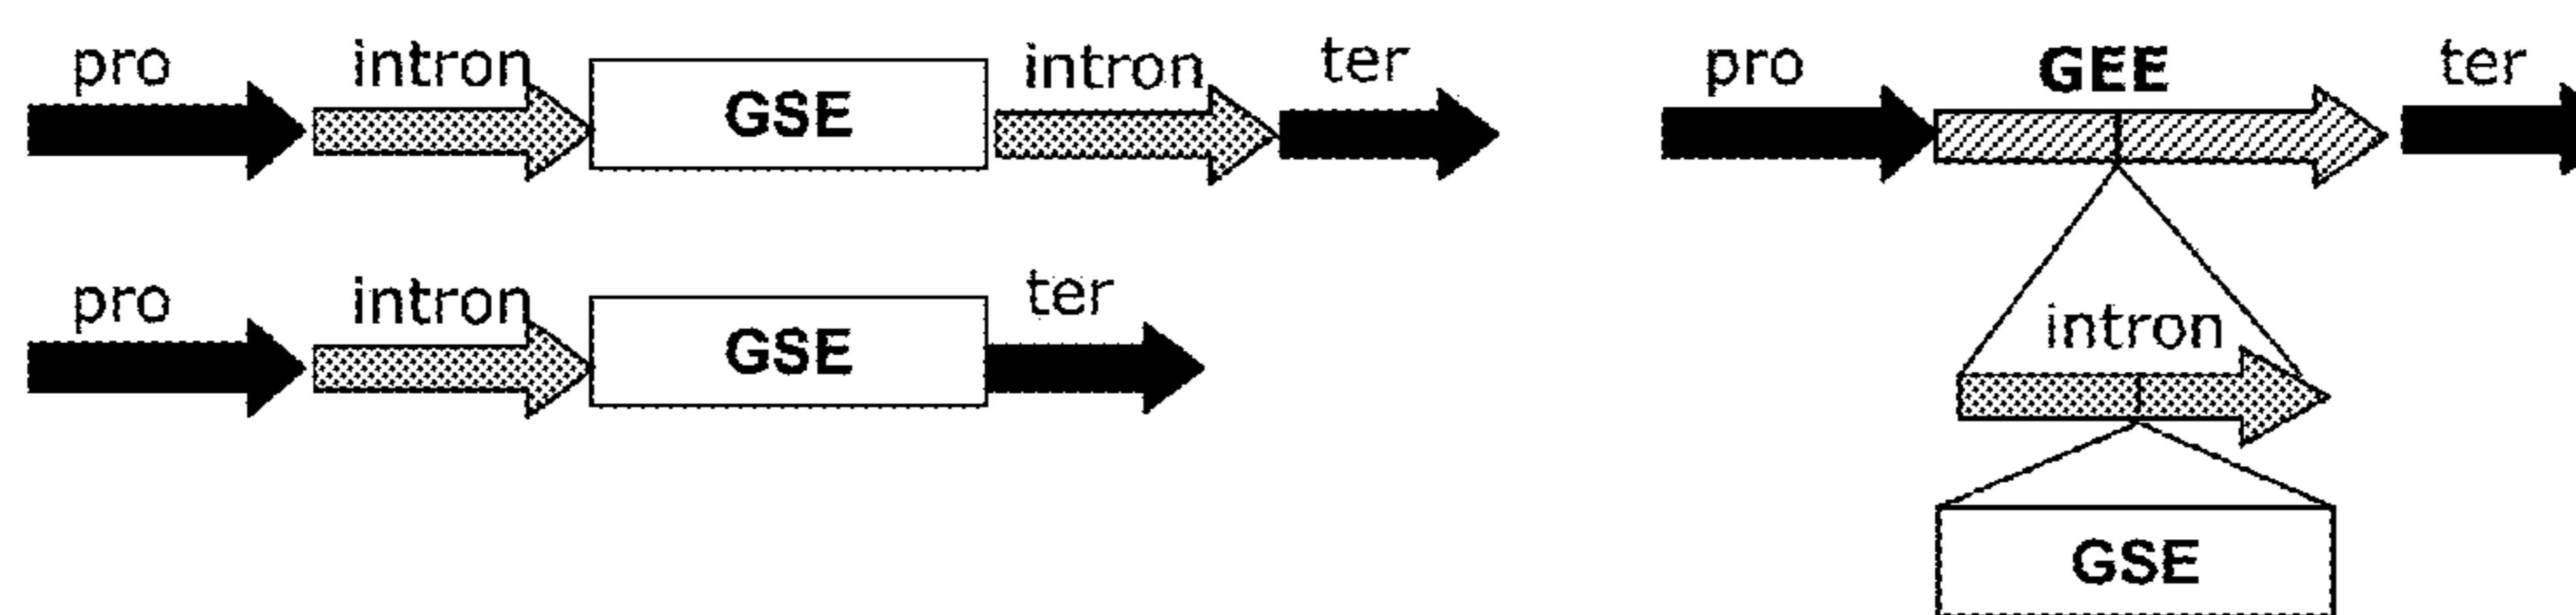 pro intron GSE intron ter
pro intron GSE ter
pro GEE ter
intron
GSE